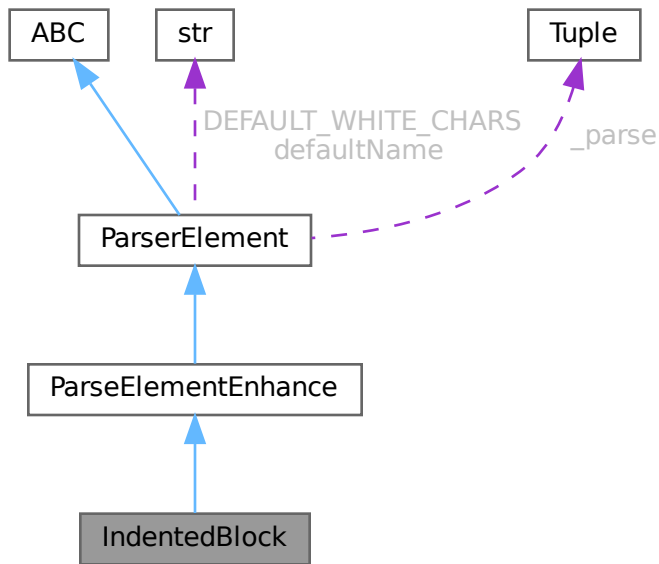 ABC
str
Tuple
DEFAULT_WHITE_CHARS
defaultName
_parse
ParserElement
ParseElementEnhance
IndentedBlock